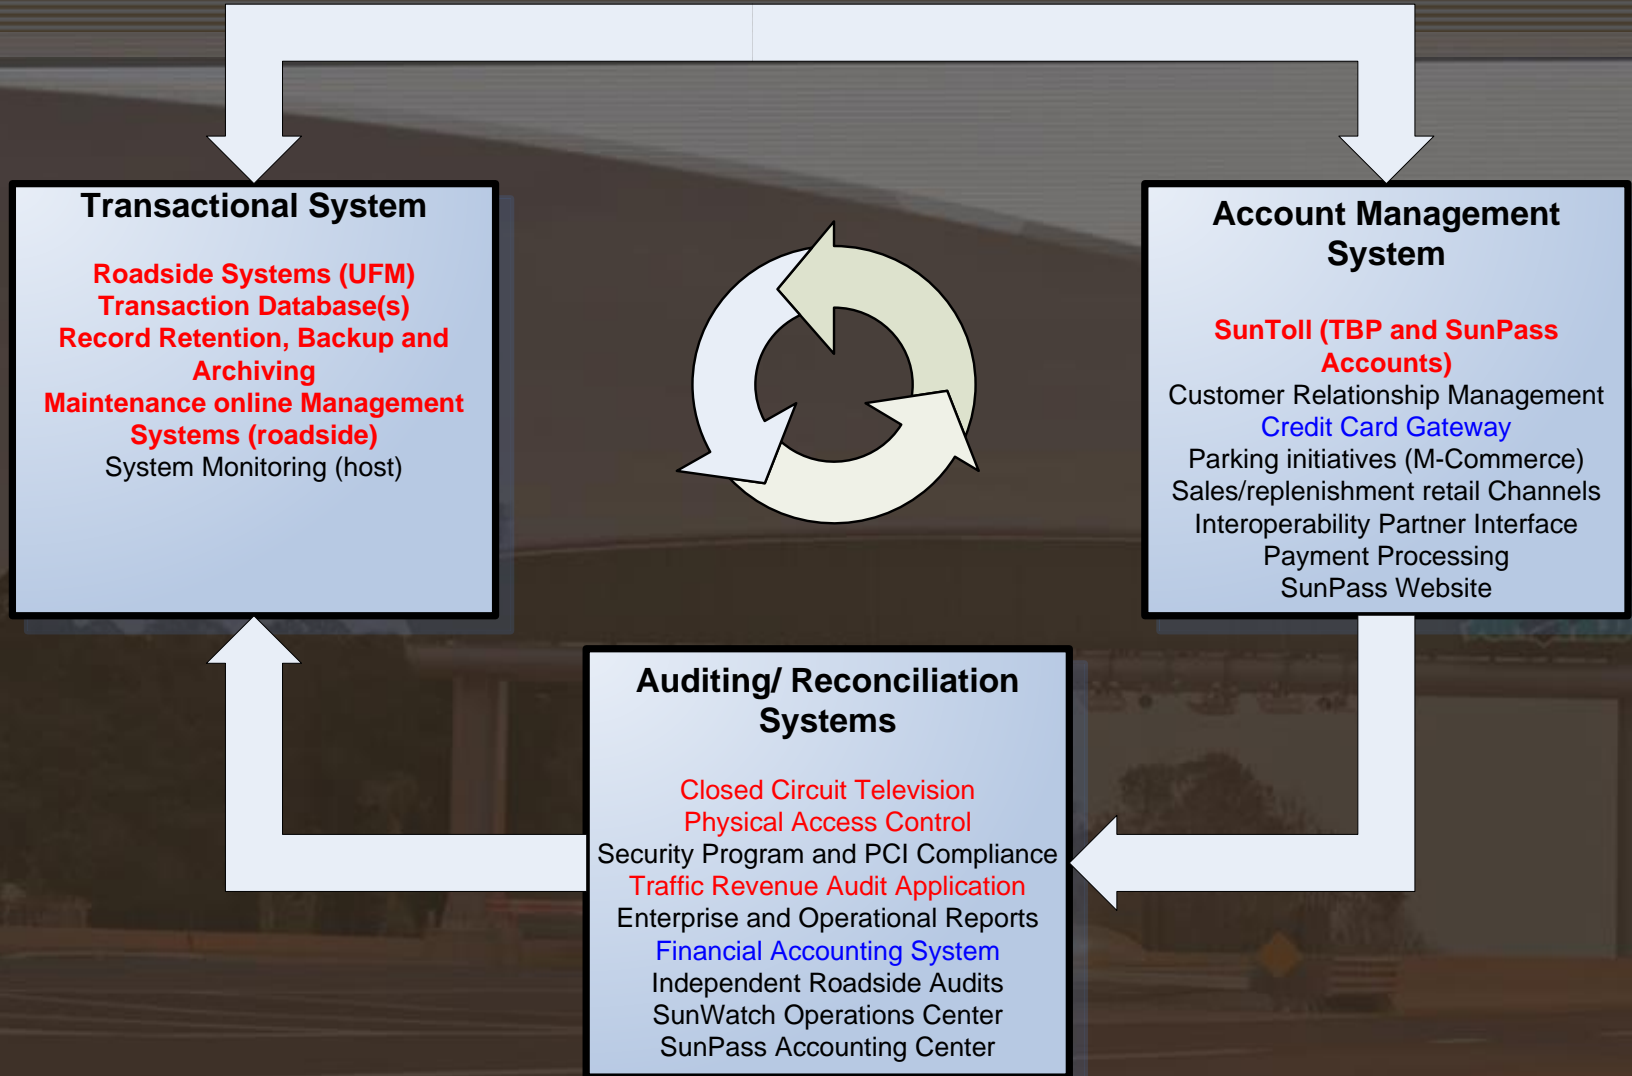 Transactional System
Roadside Systems (UFM)
Transaction Database(s)
Record Retention, Backup and
Archiving
Maintenance online Management
Systems (roadside)
System Monitoring (host)
Account Management
System
SunToll (TBP and SunPass
Accounts)
Customer Relationship Management
Credit Card Gateway
Parking initiatives (M-Commerce)
Sales/replenishment retail Channels
Interoperability Partner Interface
Payment Processing
SunPass Website
Auditing/ Reconciliation
Systems
Closed Circuit Television
Physical Access Control
Security Program and PCI Compliance
Traffic Revenue Audit Application
Enterprise and Operational Reports
Financial Accounting System
Independent Roadside Audits
SunWatch Operations Center
SunPass Accounting Center